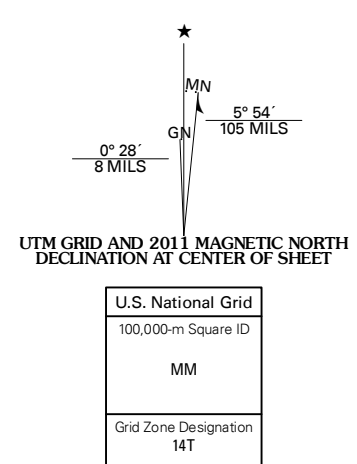 ★
MN
GN
5° 54´
105 MILS
0° 28´
8 MILS
UTM GRID AND 2011 MAGNETIC NORTH
DECLINATION AT CENTER OF SHEET
U.S. National Grid
100,000-m Square ID
MM
Grid Zone Designation
14T